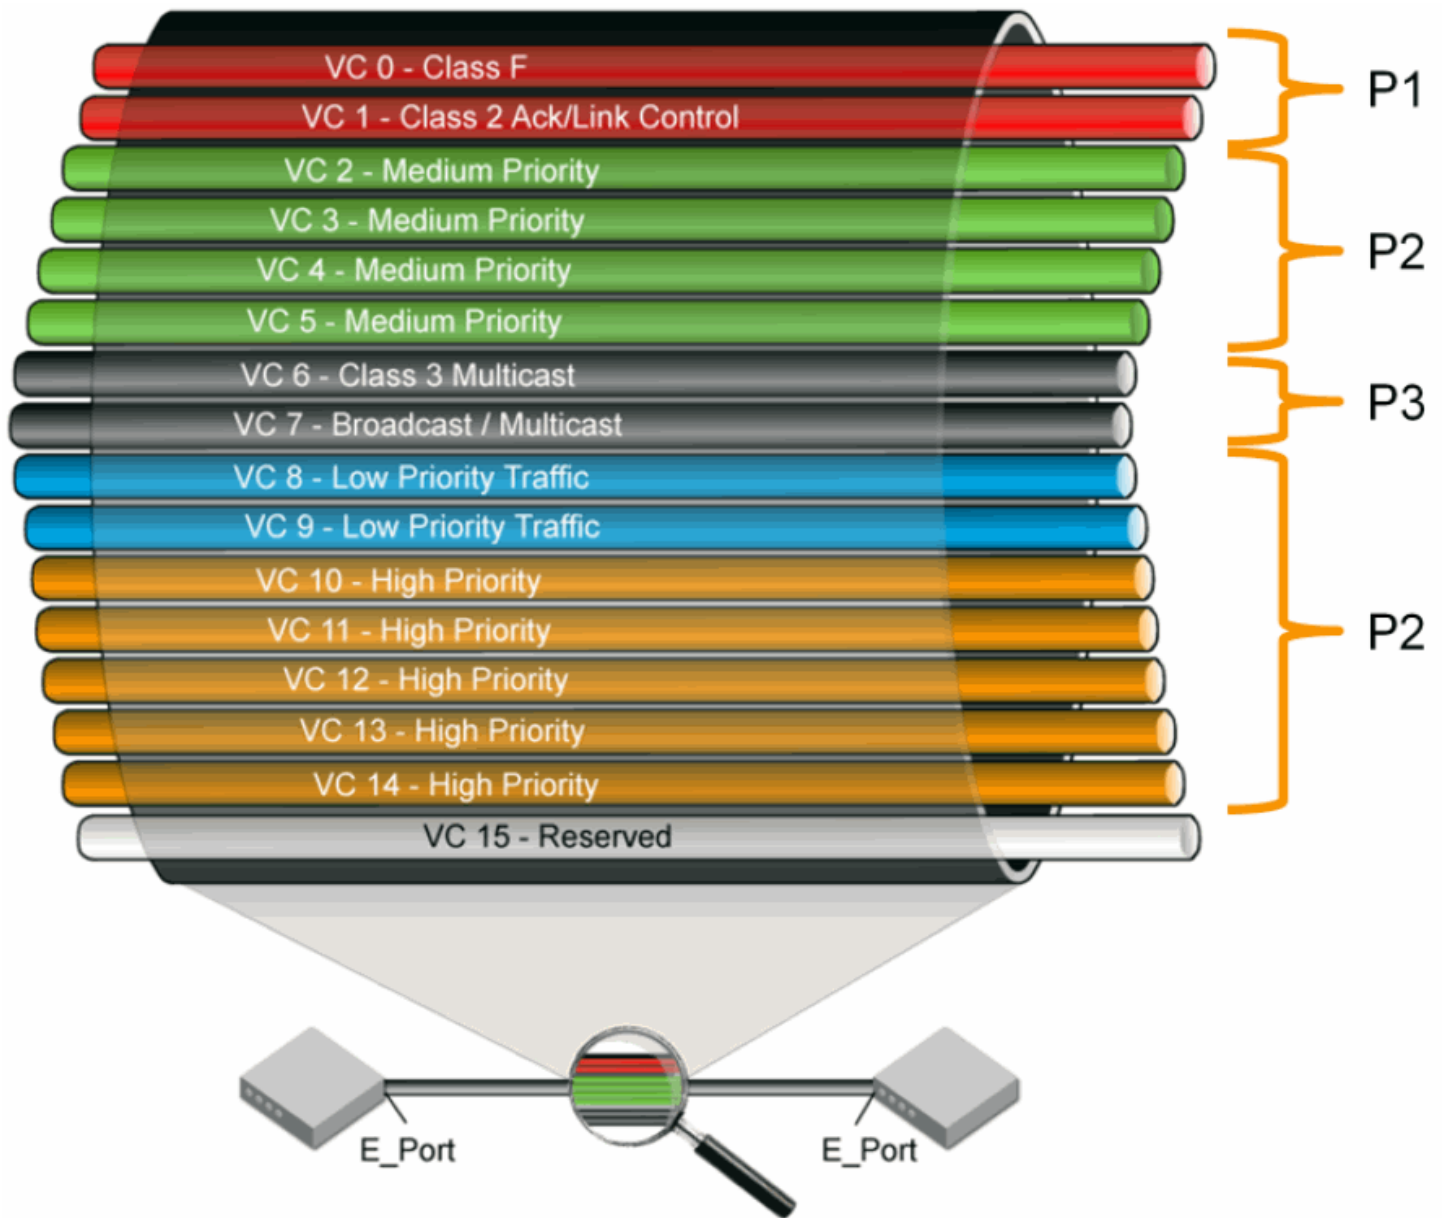 VC 0 - Class F
VC 1 - Class 2 Ack/Link Control
P1
VC 2 - Medium Priority
VC 3 - Medium Priority
VC 4 - Medium Priority
VC 5 - Medium Priority
P2
VC 6 - Class 3 Multicast
VC 7 - Broadcast / Multicast
P3
VC 8 - Low Priority Traffic
VC 9 - Low Priority Traffic
VC 10 - High Priority
VC 11 - High Priority
VC 12 - High Priority
VC 13 - High Priority
VC 14 - High Priority
P2
VC 15 - Reserved
E_Port
E_Port